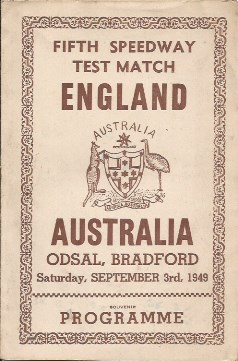 FIFTH SPEEDWAY
TEST MATCH
ENGLAND
AUSTRALIA
AUSTRALIA
ODSAL, BRADFORD
Saturday, SEPTEMBER 3rd, 1949
SOUVENIR
PROGRAMME